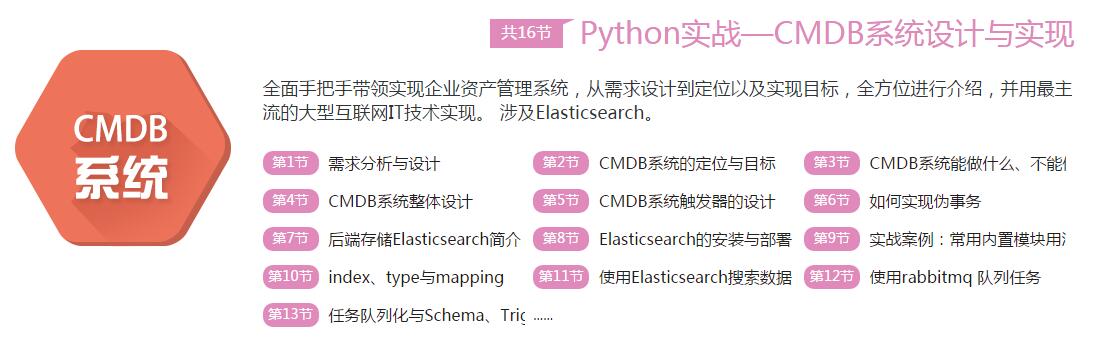 共16节 Python实战—CMDB系统设计与实现
CMDB
系统
全面手把手带领实现企业资产管理系统，从需求设计到定位以及实现目标，全方位进行介绍，并用最主
流的大型互联网IT技术实现。 涉及Elasticsearch。
第1节 需求分析与设计 第2节 CMDB系统的定位与目标 第3节 CMDB系统能做什么、不能
第4节 CMDB系统整体设计 第5节 CMDB系统触发器的设计 第6节 如何实现伪事务
第7节 后端存储Elasticsearch简介 第8节 Elasticsearch的安装与部署 第9节 实战案例：常用内置模块用
第10节 index、type与mapping 第11节 使用Elasticsearch搜索数据 第12节 使用rabbitmq 队列任务
第13节 任务队列化与Schema、Trig ......